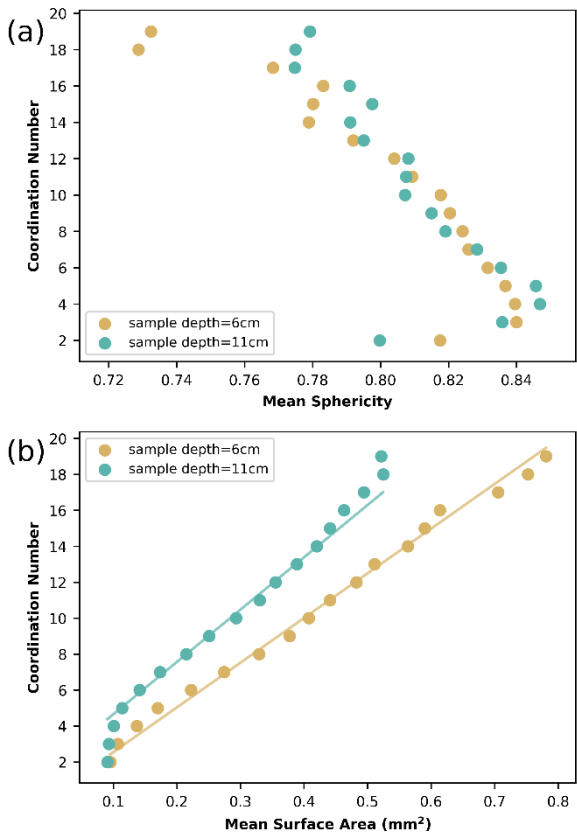 (a)
20
18
16
14
12
10
8
6
4
2
Coordination Number
sample depth=6cm
sample depth=11cm
0.72 0.74 0.76 0.78 0.80 0.82 0.84
Mean Sphericity
(b)
20
18
16
14
12
10
8
6
4
2
Coordination Number
sample depth=6cm
sample depth=11cm
0.1 0.2 0.3 0.4 0.5 0.6 0.7 0.8
Mean Surface Area (mm²)